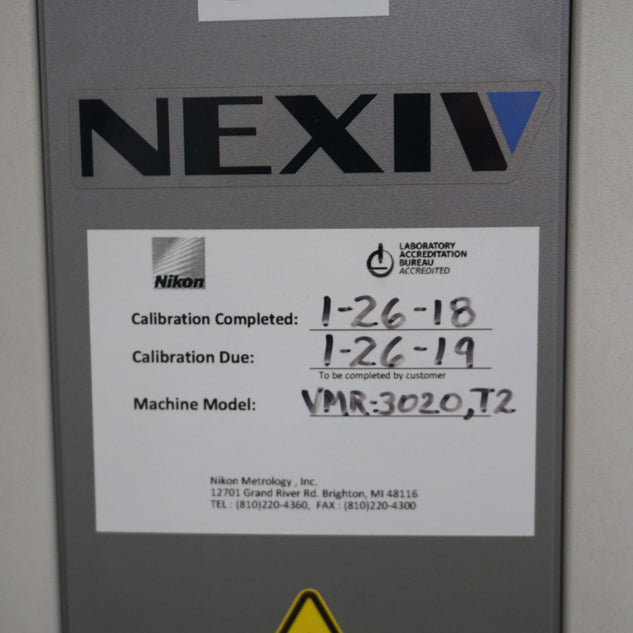 NEXIV
Nikon
LABORATORY
ACCREDITATION
BUREAU
ACCREDITED
Calibration Completed: 1-26-18
Calibration Due: 1-26-19
To be completed by customer
Machine Model: VMR-3020,T2
Nikon Metrology , Inc.
12701 Grand River Rd. Brighton, MI 48116
TEL : (810)220-4360, FAX : (810)220-4300